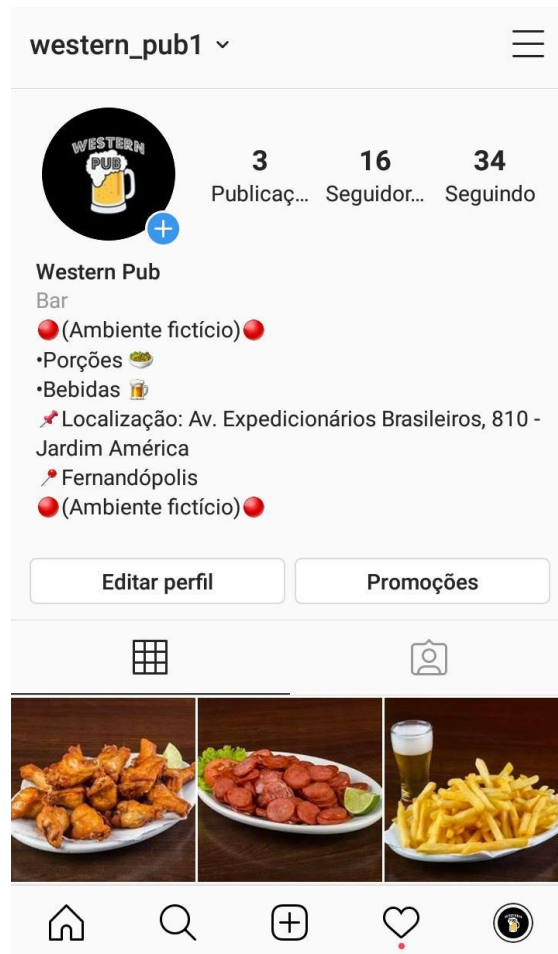 western_pub1
WESTERN
PUB
3
16
34
Publicaç...
Seguidor...
Seguindo
Western Pub
Bar
🔴(Ambiente fictício)🔴
•Porções 🥗
•Bebidas 🍺
📌Localização: Av. Expedicionários Brasileiros, 810 -
Jardim América
📍Fernandópolis
🔴(Ambiente fictício)🔴
Editar perfil
Promoções